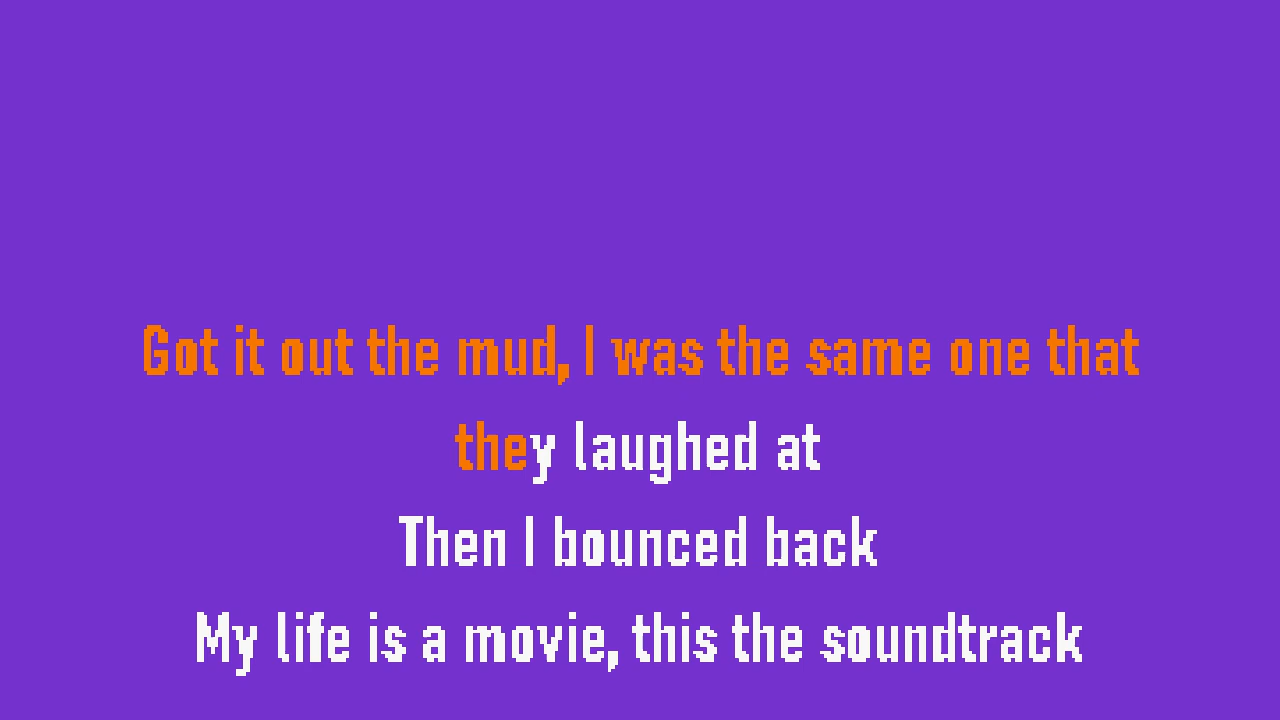 Got it out the mud, I was the same one that
they laughed at
Then I bounced back
My life is a movie, this the soundtrack